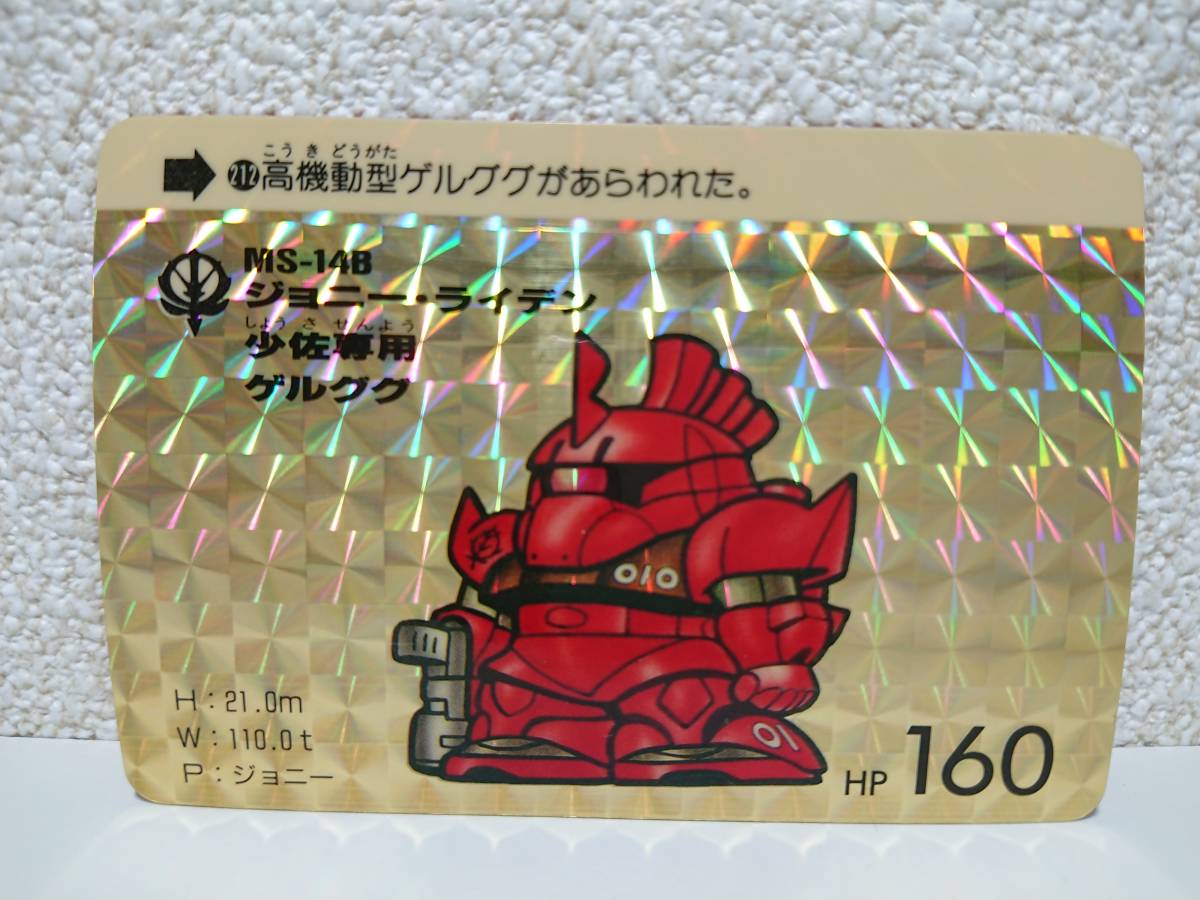 こうきどうがた
212高機動型ゲルググがあらわれた。
MS-14B
ジョニー・ライデン
しょうさせんよう
少佐専用
ゲルググ
010
01
H:21.0m
W:110.0t
P:ジョニー
HP 160